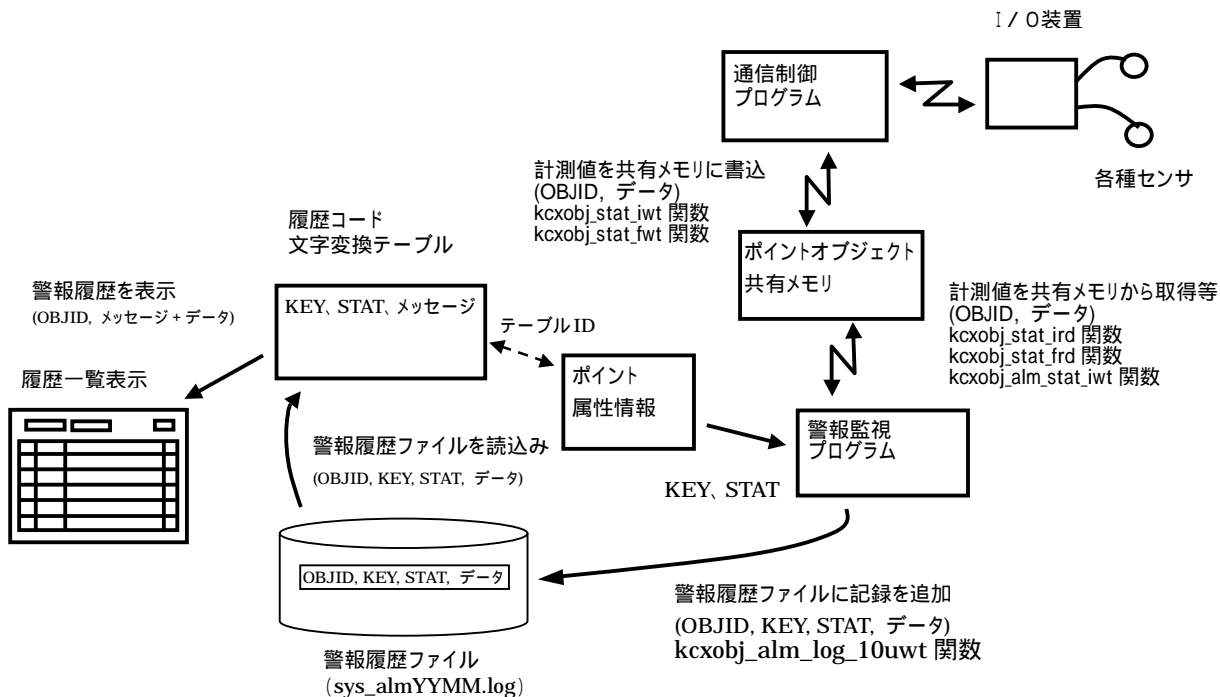 I/O装置
通信制御
プログラム
各種センサ
計測値を共有メモリに書込
(OBJID, データ)
kcxobj_stat_iwt 関数
kcxobj_stat_fwt 関数
履歴コード
文字変換テーブル
ポイントオブジェクト
共有メモリ
警報履歴を表示
(OBJID, メッセージ+データ)
KEY、STAT、メッセージ
計測値を共有メモリから取得等
(OBJID, データ)
kcxobj_stat_ird 関数
kcxobj_stat_frd 関数
kcxobj_alm_stat_iwt 関数
テーブルID
履歴一覧表示
ポイント
属性情報
警報監視
プログラム
警報履歴ファイルを読込み
(OBJID, KEY, STAT, データ)
KEY、STAT
OBJID, KEY, STAT, データ
警報履歴ファイルに記録を追加
(OBJID, KEY, STAT, データ)
kcxobj_alm_log_10uwt 関数
警報履歴ファイル
(sys_almYYMM.log)